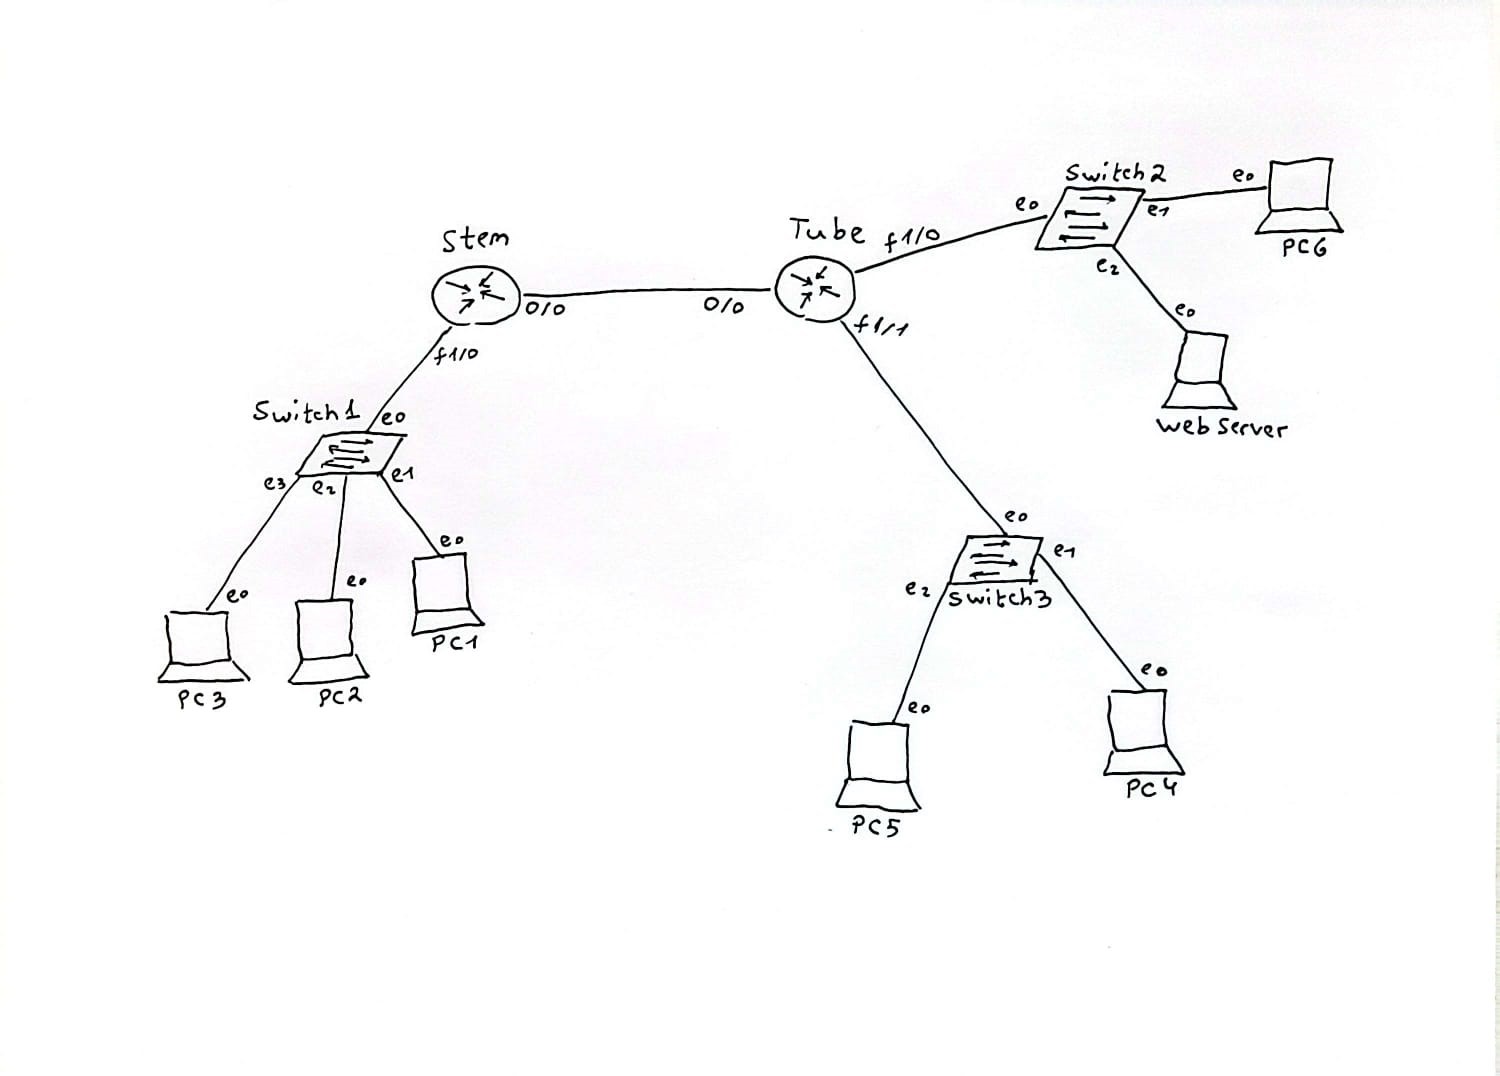 Stem
0/0
f1/0
Tube
0/0
f1/0
f1/1
Switch2
e0
e1
e2
e0
PC6
e0
Web Server
Switch1
e0
e3
e2
e1
e0
PC3
e0
PC2
e0
PC1
e0
e1
e2
Switch3
e0
PC5
e0
PC4